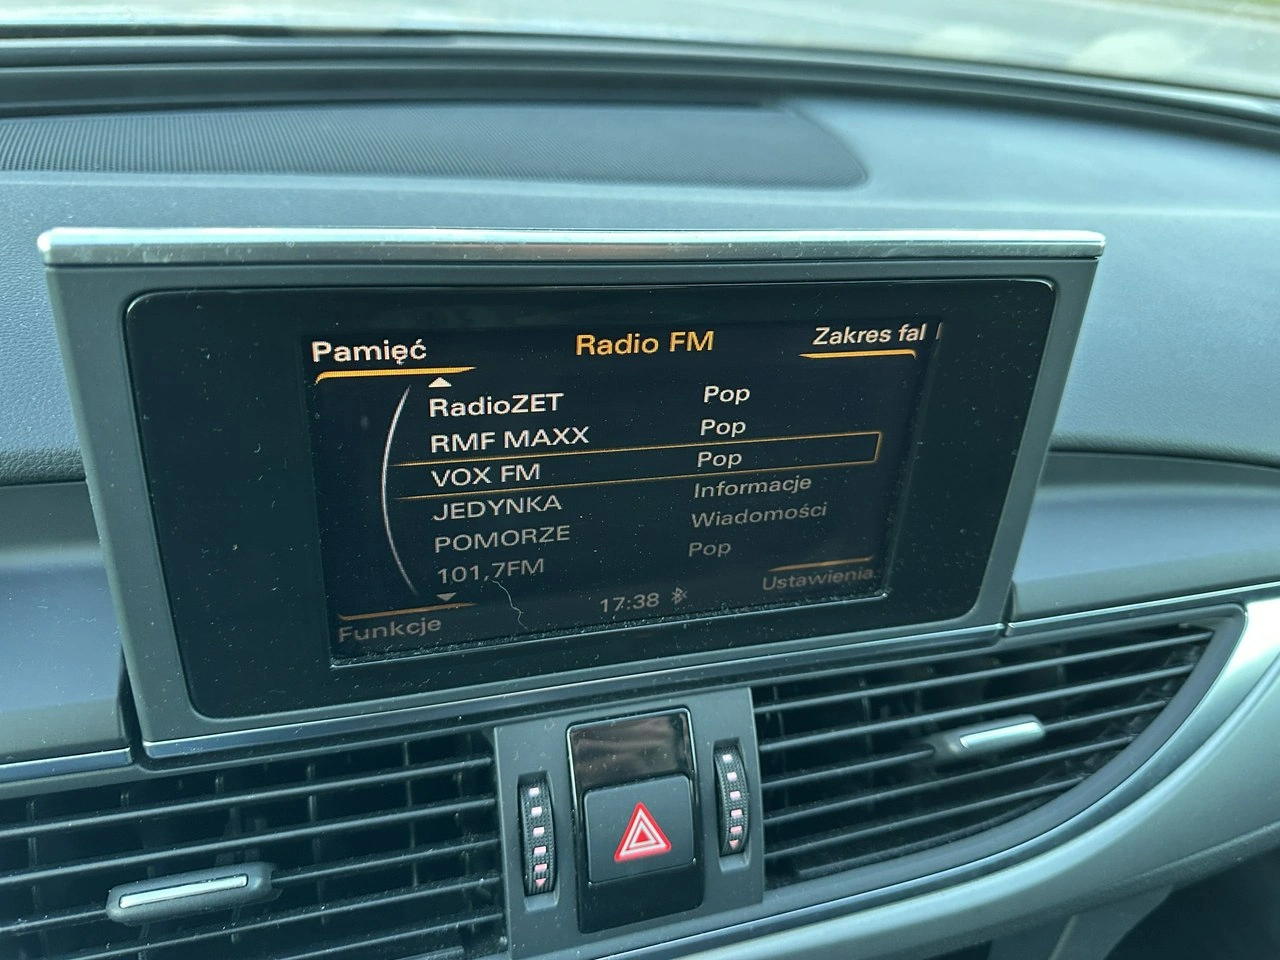 Pamięć Radio FM Zakres fal
RadioZET Pop
RMF MAXX Pop
VOX FM Pop
JEDYNKA Informacje
POMORZE Wiadomości
101,7FM Pop
Funkcje 17:38 Ustawienia